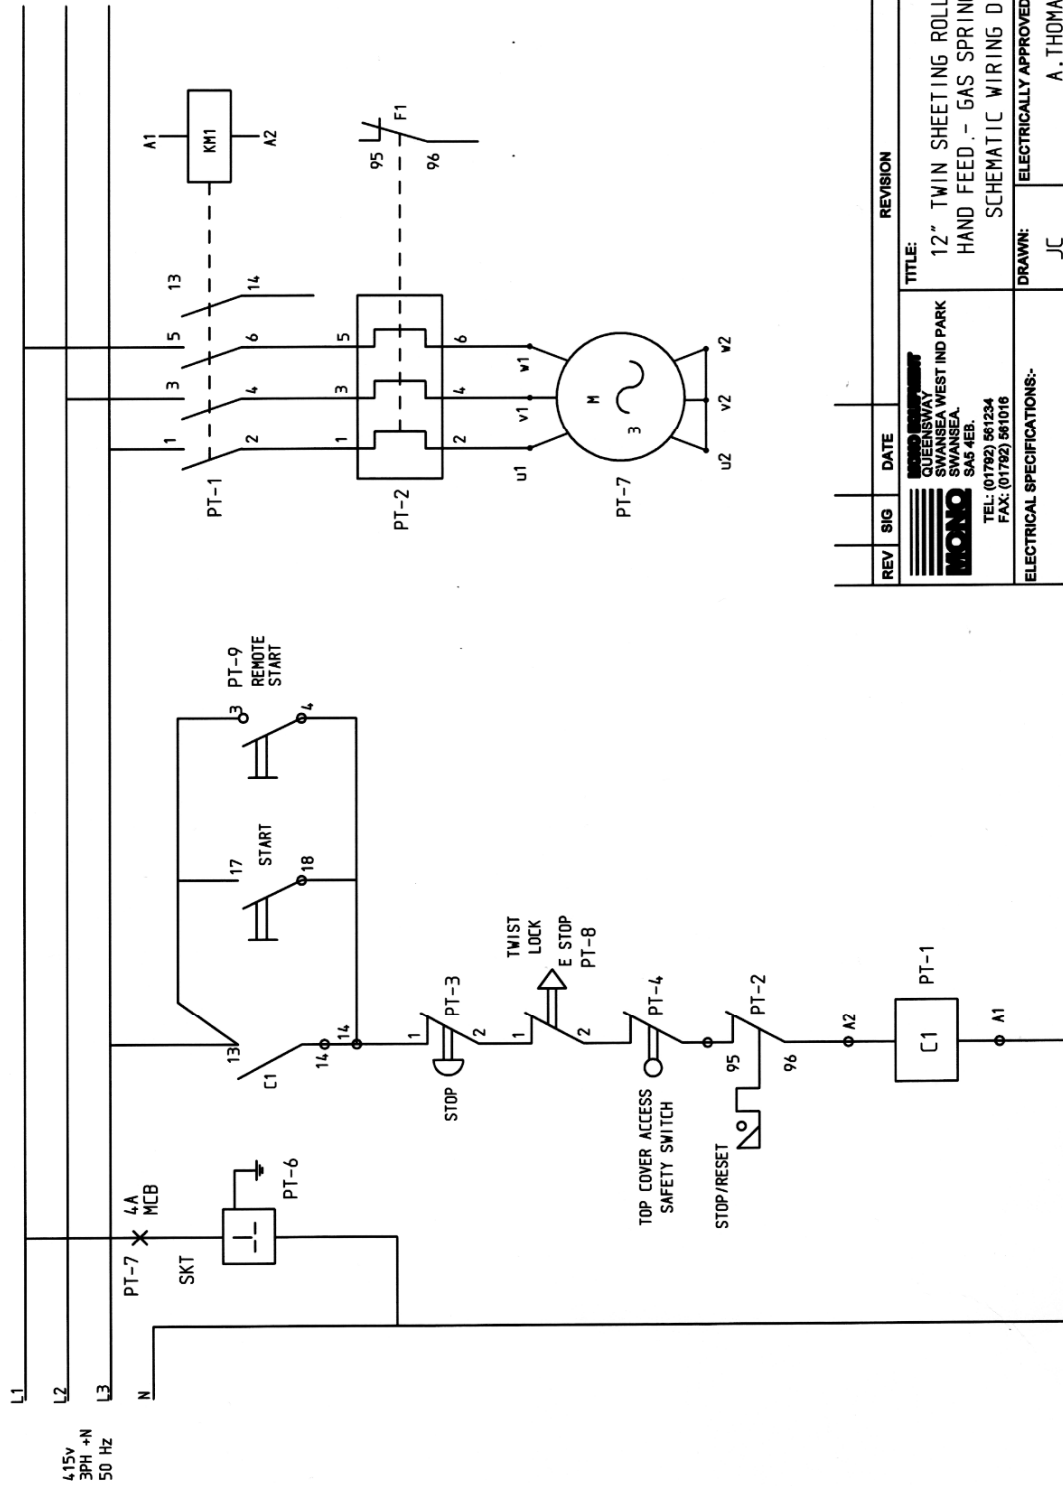 L1
L2
L3
N
415v
3PH +N
50 Hz
PT-7
4A
MCB
SKT
PT-6
13
C1
14
14
17
START
18
3
PT-9
REMOTE
START
4
1
PT-3
2
STOP
1
TWIST
LOCK
E STOP
PT-8
2
PT-4
TOP COVER ACCESS
SAFETY SWITCH
PT-2
95
96
STOP/RESET
A2
C1
PT-1
A1
1
3
5
13
2
4
6
14
PT-1
A1
KM1
A2
1
3
5
PT-2
2
4
6
95
F1
96
u1
v1
w1
M
3
PT-7
u2
v2
w2
REV
SIG
DATE
REVISION
MONO
MONO EQUIPMENT
QUEENSWAY
SWANSEA WEST IND PARK
SWANSEA.
SA5 4EB.
TEL: (01792) 561234
FAX: (01792) 561016
TITLE:
12" TWIN SHEETING ROLL
HAND FEED.- GAS SPRIN
SCHEMATIC WIRING D
ELECTRICAL SPECIFICATIONS:-
DRAWN:
JC
ELECTRICALLY APPROVED
A.THOMA